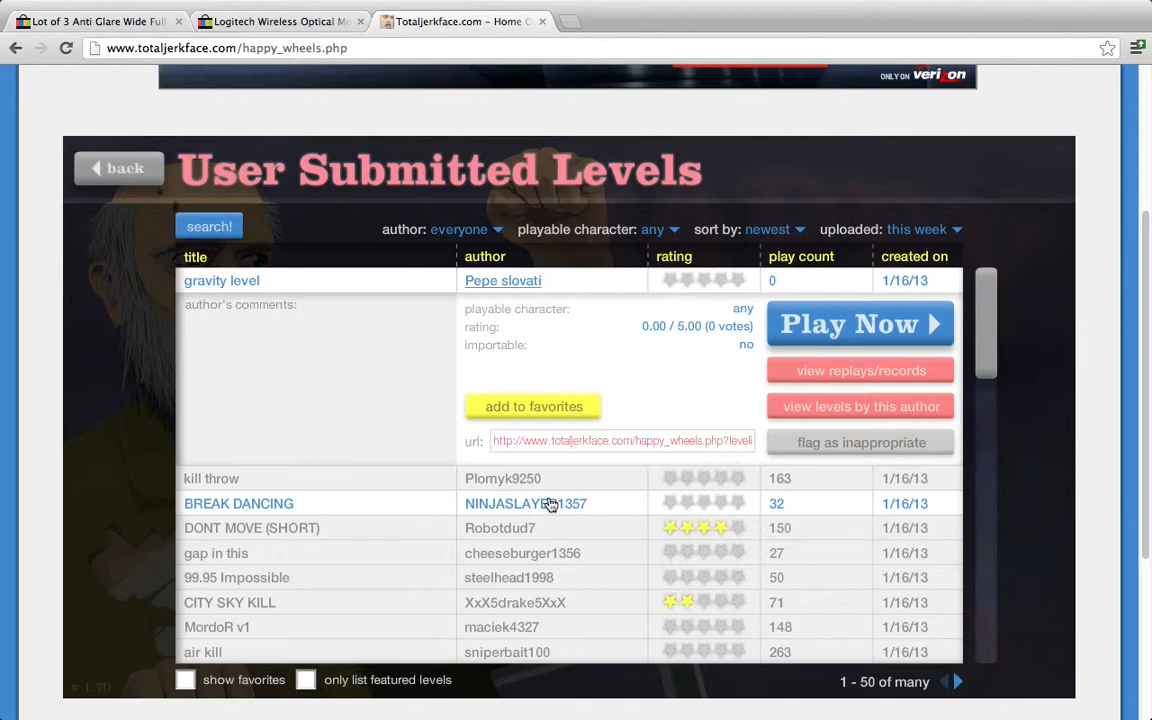 Lot of 3 Anti Glare Wide Full
Logitech Wireless Optical Mo
Totaljerkface.com - Home O
www.totaljerkface.com/happy_wheels.php
ONLY ON verizon
back
User Submitted Levels
search!
author: everyone playable character: any sort by: newest uploaded: this week
title author rating play count created on
gravity level Pepe slovati 0 1/16/13
author's comments:
playable character: any
rating: 0.00 / 5.00 (0 votes)
importable: no
Play Now
view replays/records
add to favorites
view levels by this author
url: http://www.totaljerkface.com/happy_wheels.php?leveli
flag as inappropriate
kill throw Plomyk9250 163 1/16/13
BREAK DANCING 32 1/16/13
DONT MOVE (SHORT) Robotdud7 150 1/16/13
gap in this cheeseburger1356 27 1/16/13
99.95 Impossible steelhead1998 50 1/16/13
CITY SKY KILL XxX5drake5XxX 71 1/16/13
MordoR v1 maciek4327 148 1/16/13
air kill sniperbait100 263 1/16/13
show favorites only list featured levels
1 - 50 of many
v 1.70